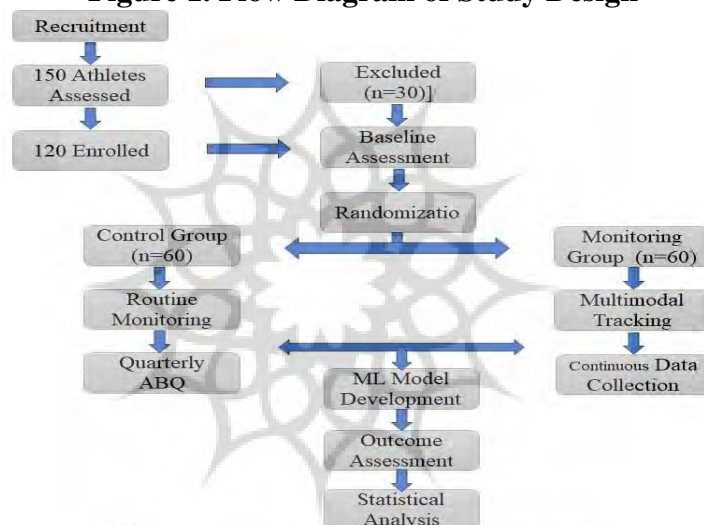 Figure 1. Flow Diagram of Study Design
Recruitment
150 Athletes
Assessed
Excluded
(n=30)]
120 Enrolled
Baseline
Assessment
Randomizatio
Control Group
(n=60)
Monitoring
Group (n=60)
Routine
Monitoring
Multimodal
Tracking
Quarterly
ABQ
Continuous Data
Collection
ML Model
Development
Outcome
Assessment
Statistical
Analysis